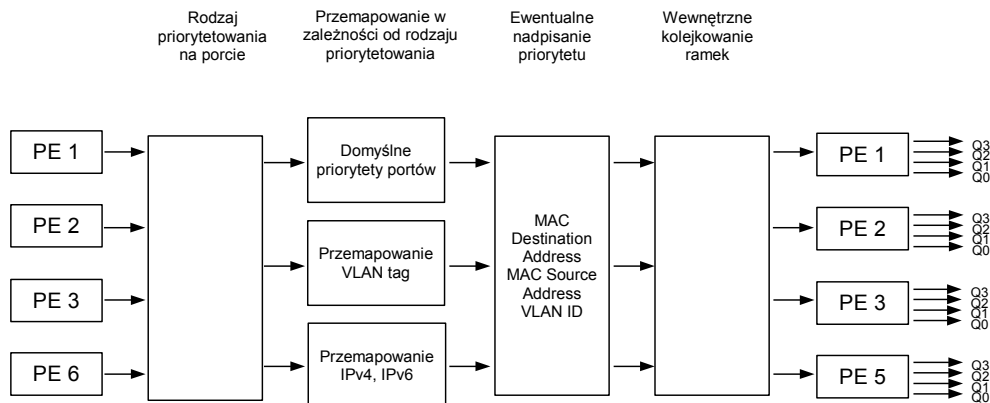 Rodzaj
priorytetowania
na porcie
Przemapowanie w
zależności od rodzaju
priorytetowania
Ewentualne
nadpisanie
priorytetu
Wewnętrzne
kolejkowanie
ramek
PE 1
PE 2
PE 3
PE 6
Domyślne
priorytety portów
Przemapowanie
VLAN tag
Przemapowanie
IPv4, IPv6
MAC
Destination
Address
MAC Source
Address
VLAN ID
PE 1
Q3
Q2
Q1
Q0
PE 2
Q3
Q2
Q1
Q0
PE 3
Q3
Q2
Q1
Q0
PE 5
Q3
Q2
Q1
Q0